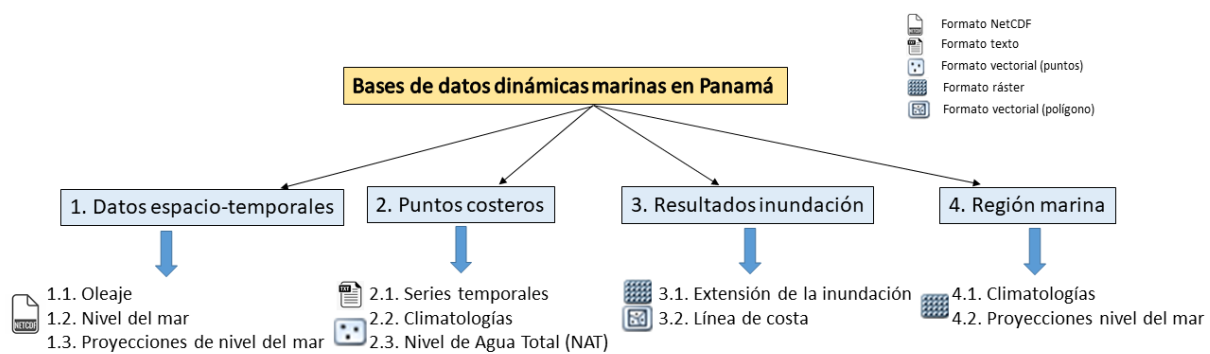 Formato NetCDF
Formato texto
Formato vectorial (puntos)
Formato ráster
Formato vectorial (polígono)
Bases de datos dinámicas marinas en Panamá
1. Datos espacio-temporales
2. Puntos costeros
3. Resultados inundación
4. Región marina
NETCDF
1.1. Oleaje
1.2. Nivel del mar
1.3. Proyecciones de nivel del mar
TXT
2.1. Series temporales
2.2. Climatologías
2.3. Nivel de Agua Total (NAT)
3.1. Extensión de la inundación
3.2. Línea de costa
4.1. Climatologías
4.2. Proyecciones nivel del mar